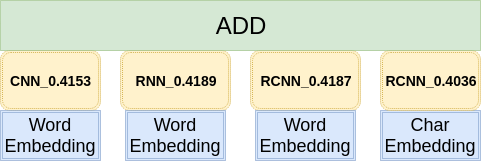 ADD
CNN_0.4153 RNN_0.4189 RCNN_0.4187 RCNN_0.4036
Word Word Word Char
Embedding Embedding Embedding Embedding